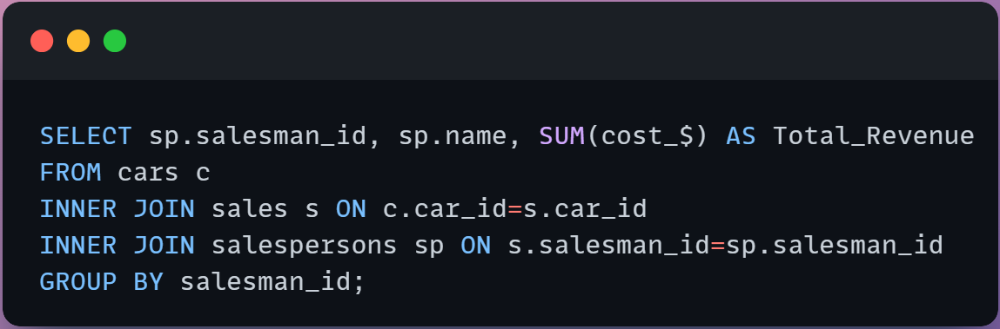 SELECT sp.salesman_id, sp.name, SUM(cost_$) AS Total_Revenue
FROM cars c
INNER JOIN sales s ON c.car_id=s.car_id
INNER JOIN salespersons sp ON s.salesman_id=sp.salesman_id
GROUP BY salesman_id;